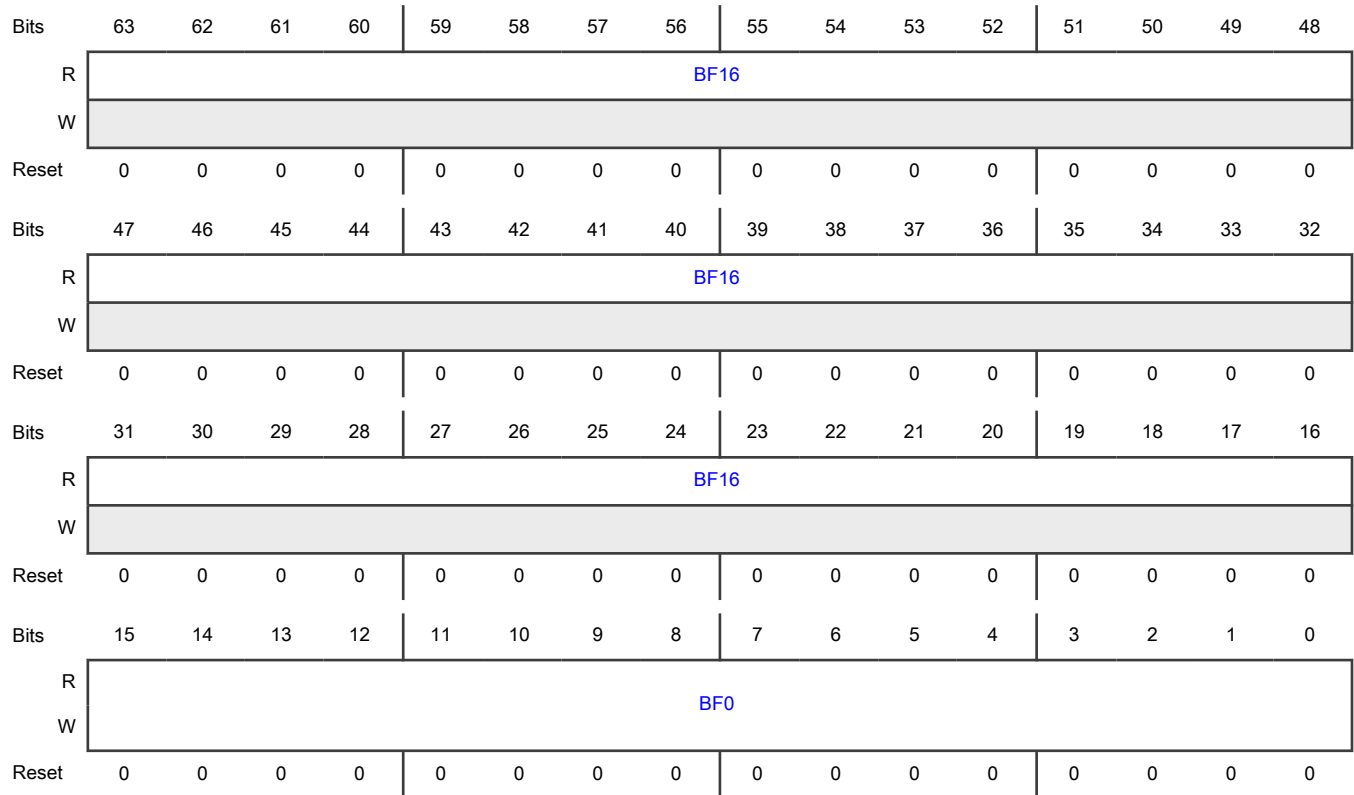 Bits 63 62 61 60 59 58 57 56 55 54 53 52 51 50 49 48
R BF16
W
Reset 0 0 0 0 0 0 0 0 0 0 0 0 0 0 0 0
Bits 47 46 45 44 43 42 41 40 39 38 37 36 35 34 33 32
R BF16
W
Reset 0 0 0 0 0 0 0 0 0 0 0 0 0 0 0 0
Bits 31 30 29 28 27 26 25 24 23 22 21 20 19 18 17 16
R BF16
W
Reset 0 0 0 0 0 0 0 0 0 0 0 0 0 0 0 0
Bits 15 14 13 12 11 10 9 8 7 6 5 4 3 2 1 0
R
BF0
W
Reset 0 0 0 0 0 0 0 0 0 0 0 0 0 0 0 0